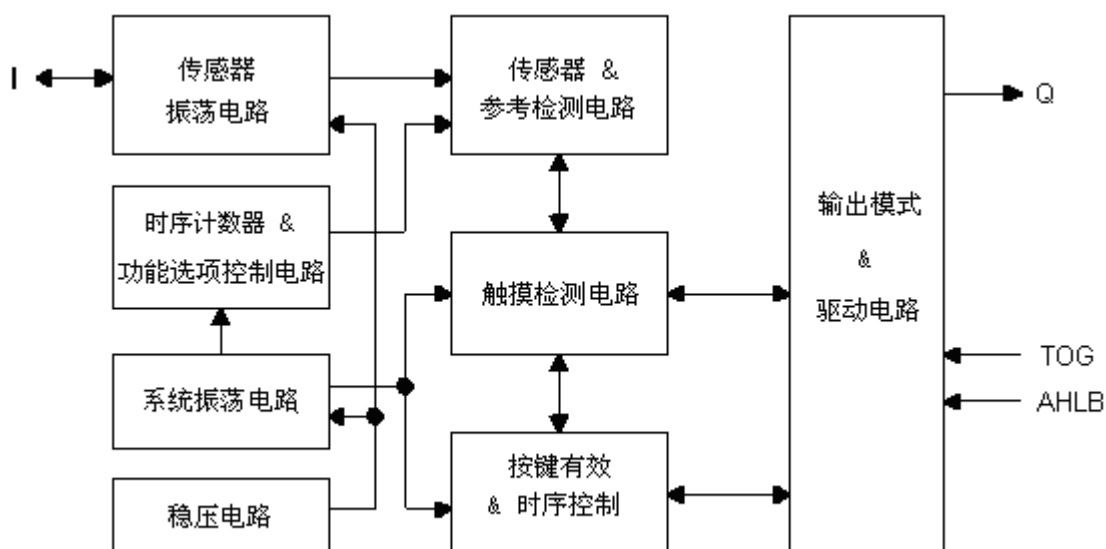 I
传感器
振荡电路
传感器 &
参考检测电路
Q
时序计数器 &
功能选项控制电路
触摸检测电路
输出模式
&
驱动电路
系统振荡电路
TOG
AHLB
稳压电路
按键有效
& 时序控制